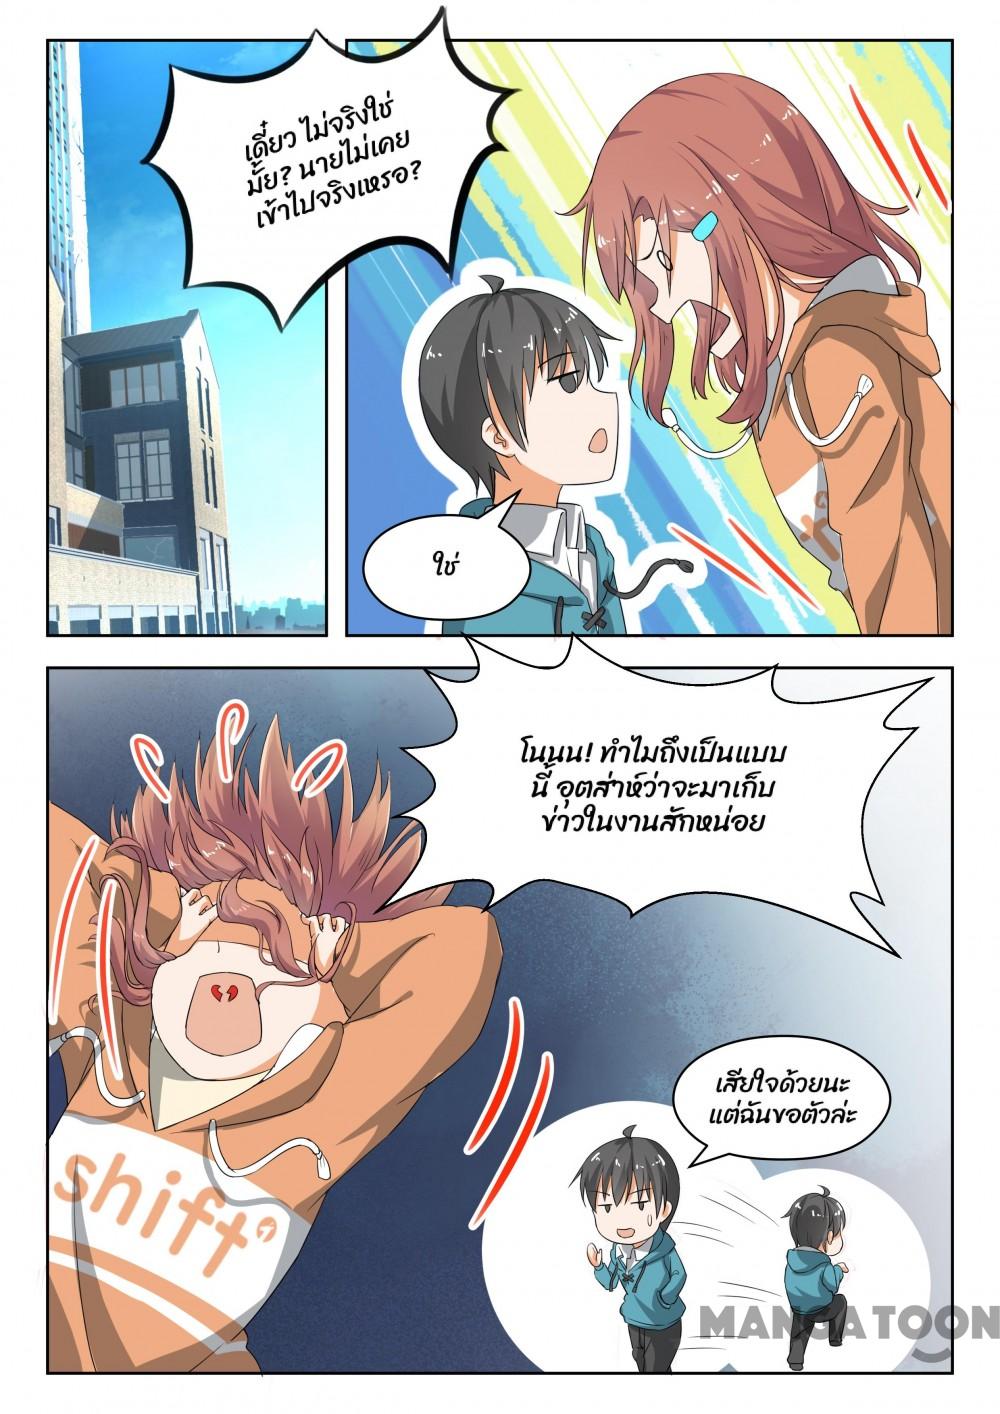 เดี๋ยว ไม่จริงใช่
มั้ย? นายไม่เคย
เข้าไปจริงเหรอ?
ใช่
โนนน! ทำไมถึงเป็นแบบ
นี้ อุตส่าห์ว่าจะมาเก็บ
ข่าวในงานสักหน่อย
เสียใจด้วยนะ
แต่ฉันขอตัวล่ะ
shift
MANGATOON